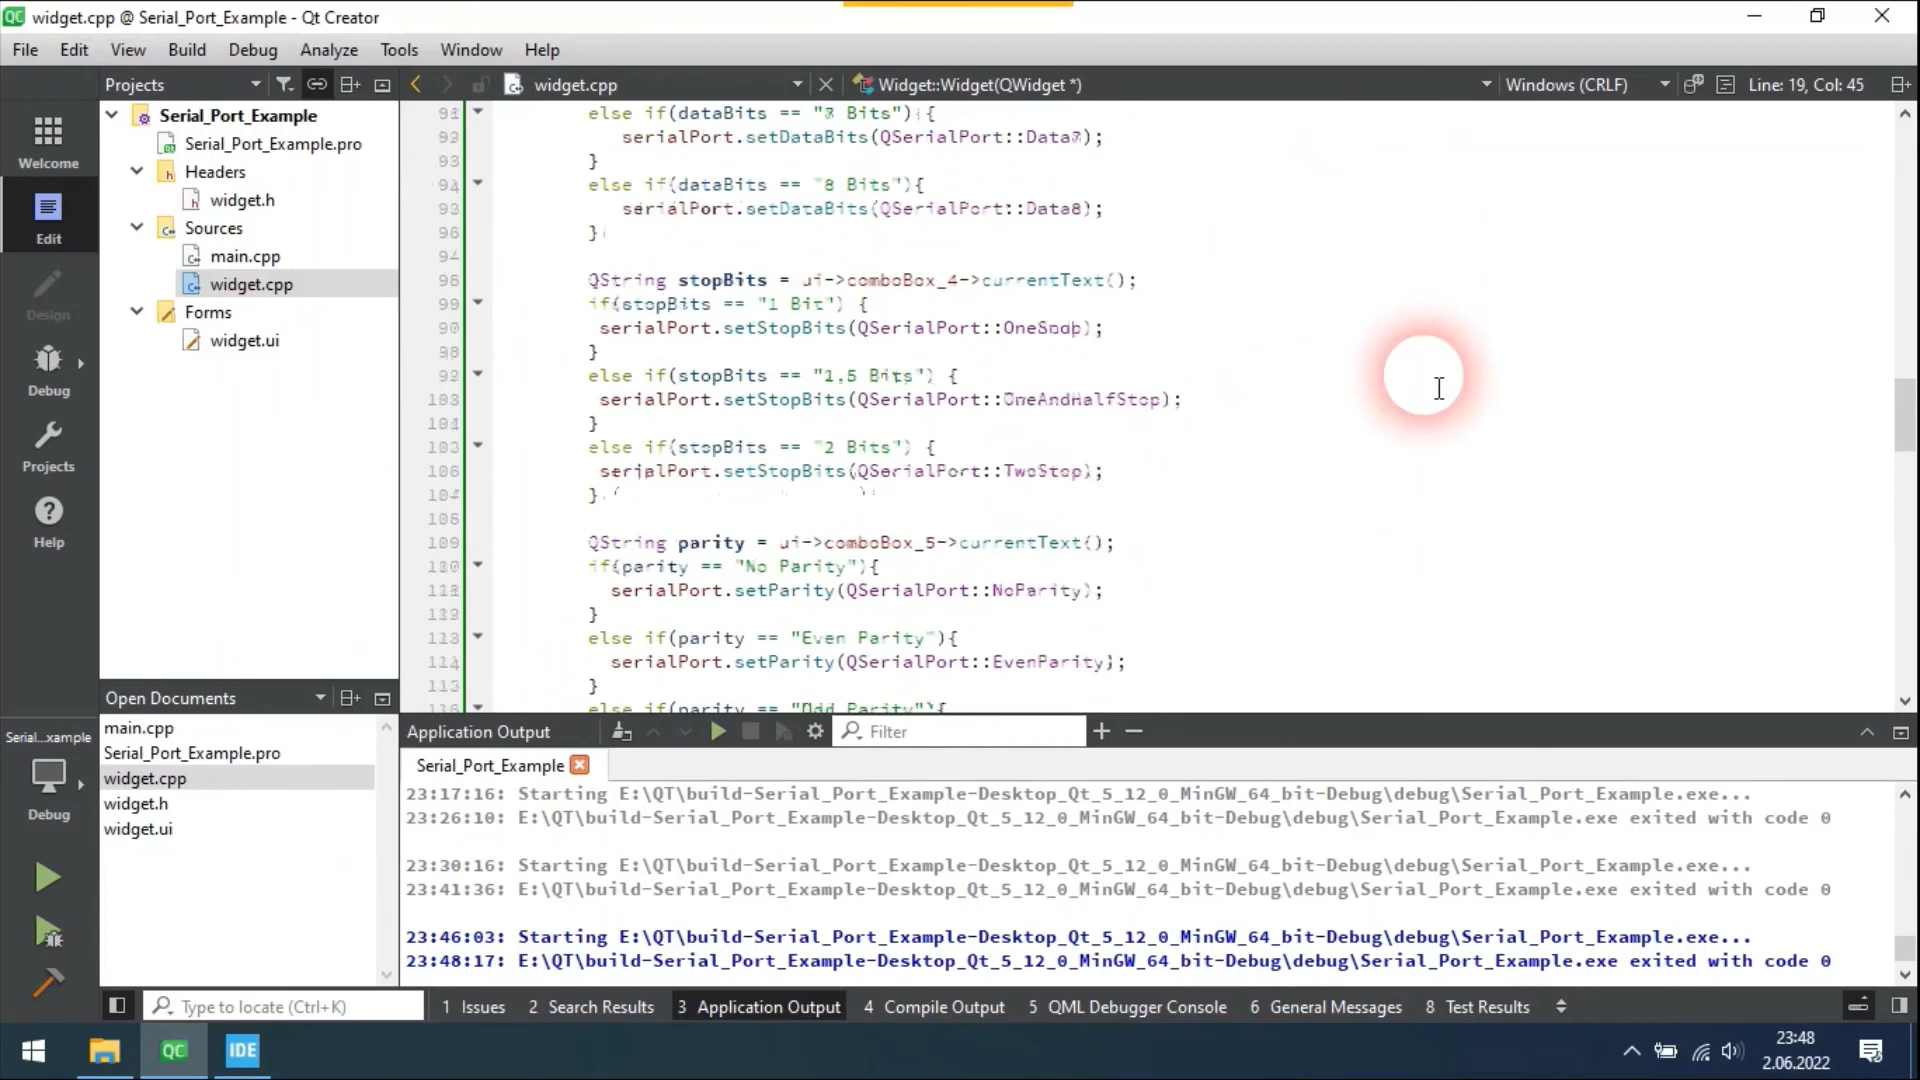 widget.cpp @ Serial_Port_Example - Qt Creator
File Edit View Build Debug Analyze Tools Window Help
Projects widget.cpp Widget::Widget(QWidget *) Windows (CRLF) Line: 19, Col: 45
Welcome
Edit
Design
Debug
Projects
Help
Serial_Port_Example
Serial_Port_Example.pro
Headers
widget.h
Sources
main.cpp
widget.cpp
Forms
widget.ui
else if(dataBits == " Bits"){
serialPort.setDataBits(QSerialPort::
}
else if(dataBits == "8 Bits"){
serialPort.setDataBits(QSerialPort::Data8);
}
QString stopBits = ui->comboBox_4->currentText();
if(stopBits == "1 Bit") {
serialPort.setStopBits(QSerialPort::
}
else if(stopBits == "1,5 Bits") {
serialPort.setStopBits(QSerialPort::OneAndHalfStop);
}
else if(stopBits == "2 Bits") {
serialPort.setStopBits(QSerialPort::TwoStop);
}
109 QString parity = ui->comboBox_5->currentText();
110 if(parity == "No Parity"){
serialPort.setParity(QSerialPort::NoParity);
}
113 else if(parity == "Even Parity"){
serialPort.setParity(QSerialPort::EvenParity);
}
else if(parity == "Odd Parity"){
Open Documents
main.cpp
Serial_Port_Example.pro
widget.cpp
widget.h
widget.ui
Serial...xample
Debug
Application Output Filter
Serial_Port_Example
23:17:16: Starting E:\QT\build-Serial_Port_Example-Desktop_Qt_5_12_0_MinGW_64_bit-Debug\debug\Serial_Port_Example.exe...
23:26:10: E:\QT\build-Serial_Port_Example-Desktop_Qt_5_12_0_MinGW_64_bit-Debug\debug\Serial_Port_Example.exe exited with code 0
23:30:16: Starting E:\QT\build-Serial_Port_Example-Desktop_Qt_5_12_0_MinGW_64_bit-Debug\debug\Serial_Port_Example.exe...
23:41:36: E:\QT\build-Serial_Port_Example-Desktop_Qt_5_12_0_MinGW_64_bit-Debug\debug\Serial_Port_Example.exe exited with code 0
23:46:03: Starting E:\QT\build-Serial_Port_Example-Desktop_Qt_5_12_0_MinGW_64_bit-Debug\debug\Serial_Port_Example.exe...
23:48:17: E:\QT\build-Serial_Port_Example-Desktop_Qt_5_12_0_MinGW_64_bit-Debug\debug\Serial_Port_Example.exe exited with code 0
Type to locate (Ctrl+K) 1 Issues 2 Search Results 3 Application Output 4 Compile Output 5 QML Debugger Console 6 General Messages 8 Test Results
QC IDE
23:48
2.06.2022